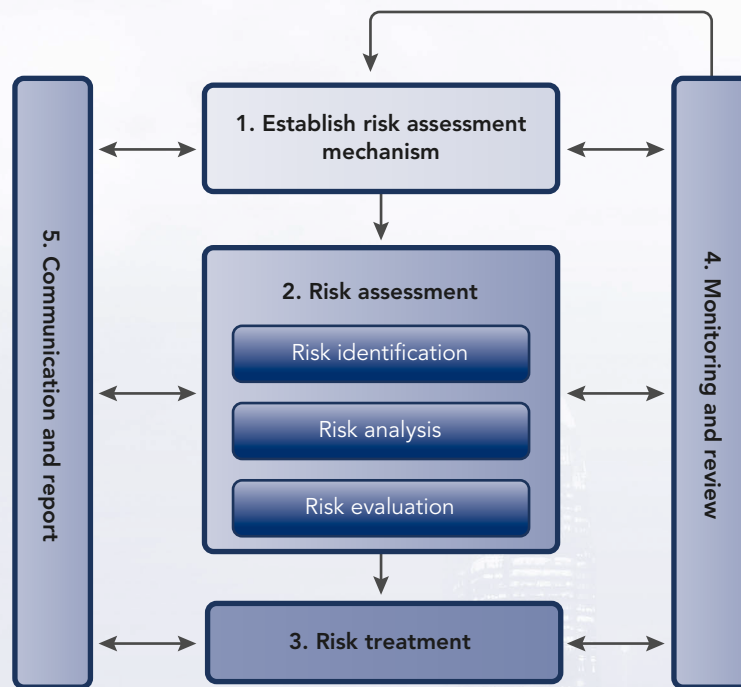 1. Establish risk assessment
mechanism
2. Risk assessment
Risk identification
Risk analysis
Risk evaluation
3. Risk treatment
4. Monitoring and review
5. Communication and report